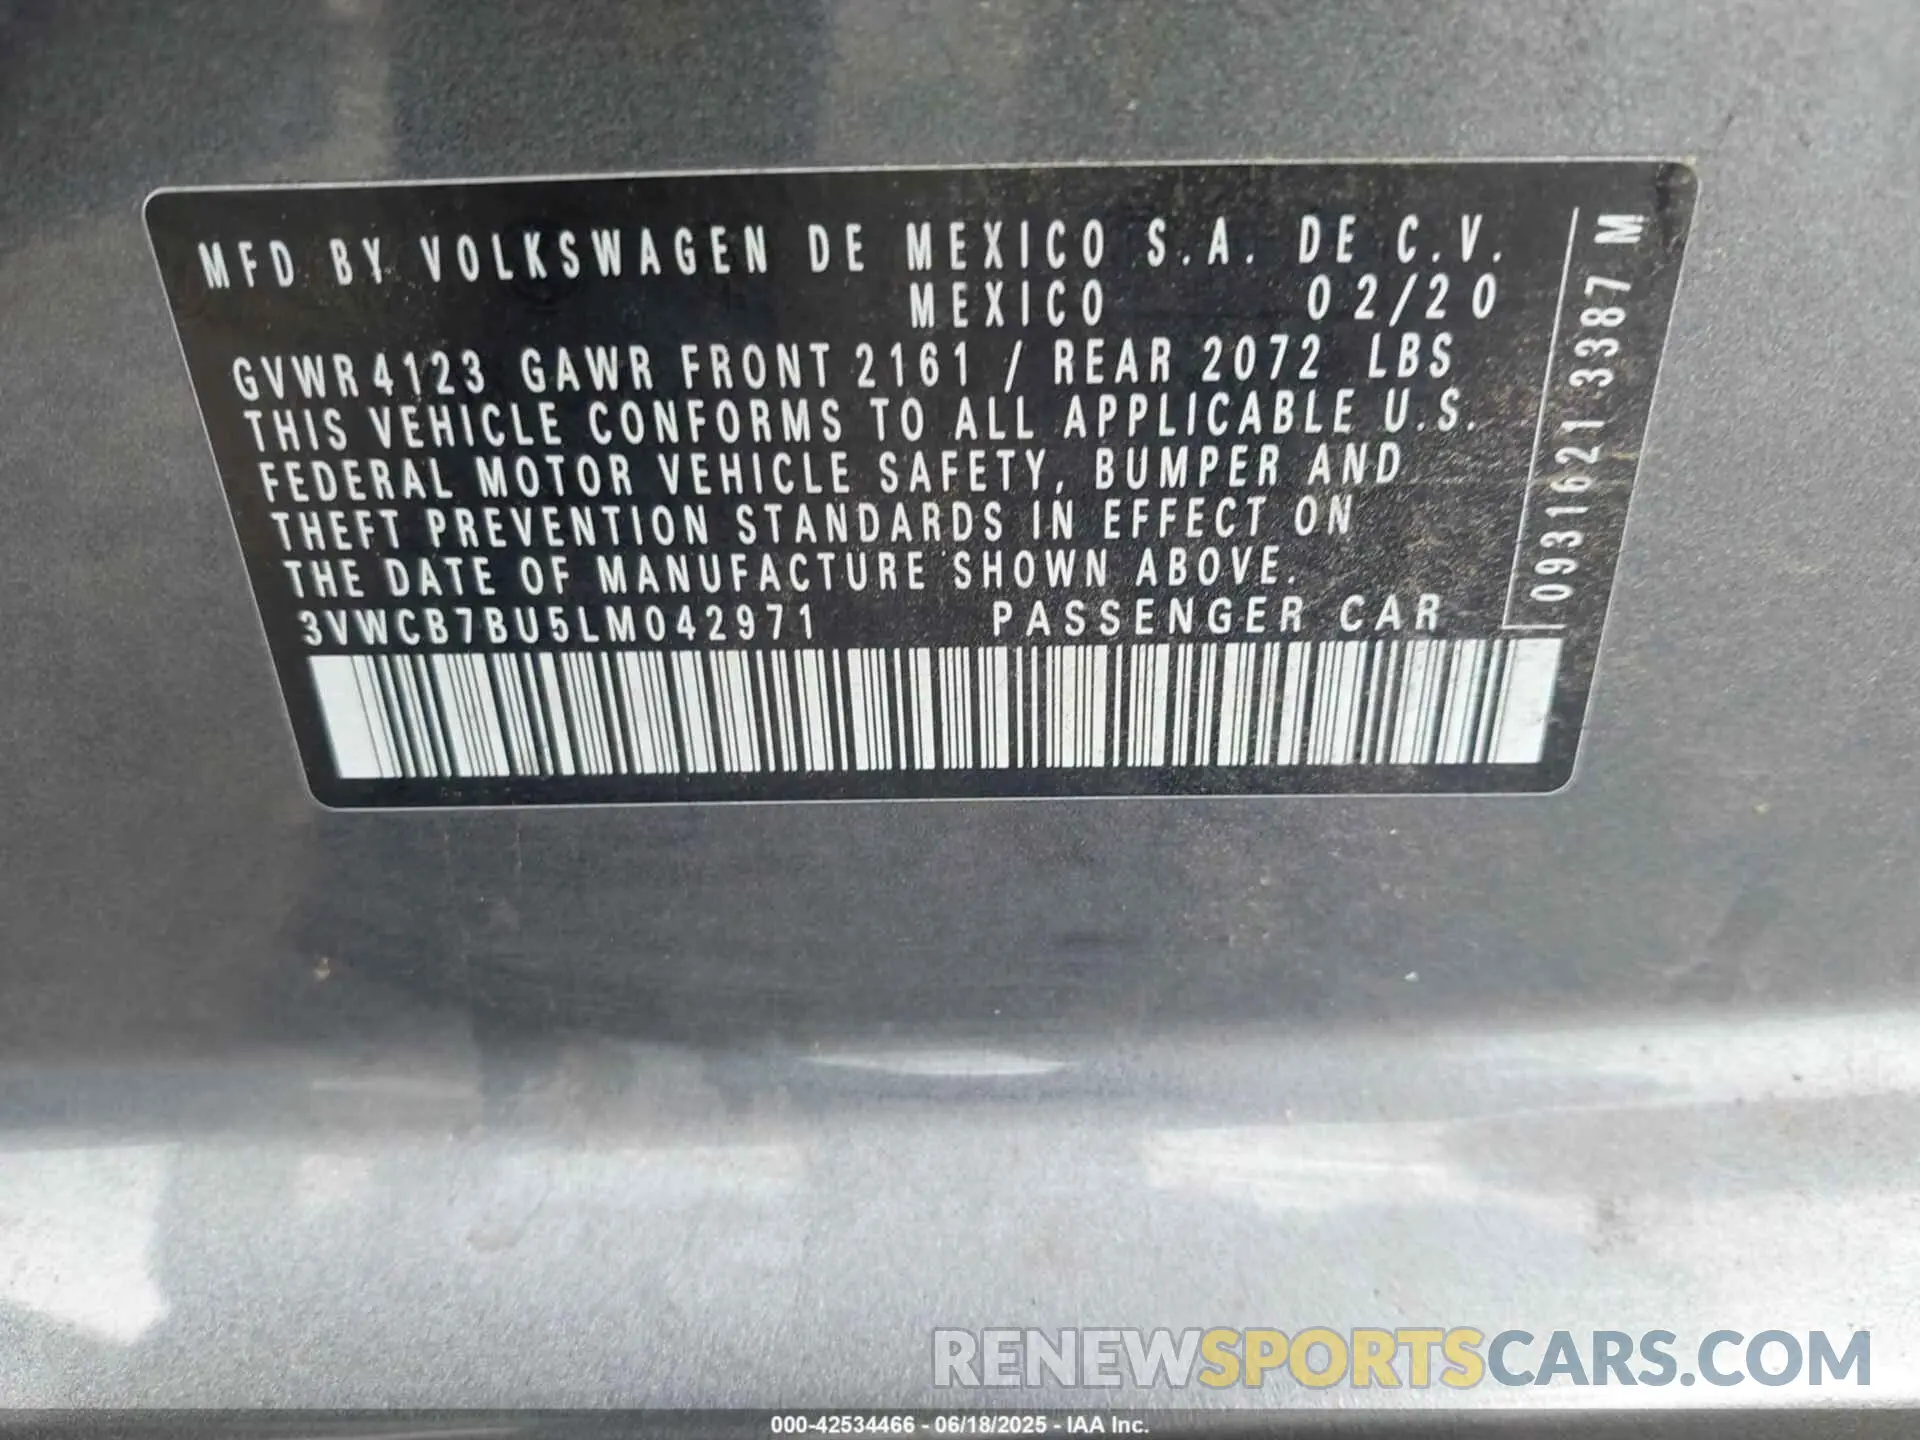 MFD BY VOLKSWAGEN DE MEXICO S.A. DE C.V.
MEXICO 02/20
GVWR 4123 GAWR FRONT 2161 / REAR 2072 LBS
THIS VEHICLE CONFORMS TO ALL APPLICABLE U.S.
FEDERAL MOTOR VEHICLE SAFETY, BUMPER AND
THEFT PREVENTION STANDARDS IN EFFECT ON
THE DATE OF MANUFACTURE SHOWN ABOVE.
3VWCB7BU5LM042971 PASSENGER CAR
09316213387 M
RENEWSPORTSCARS.COM
000-42534466 - 06/18/2025 - IAA Inc.